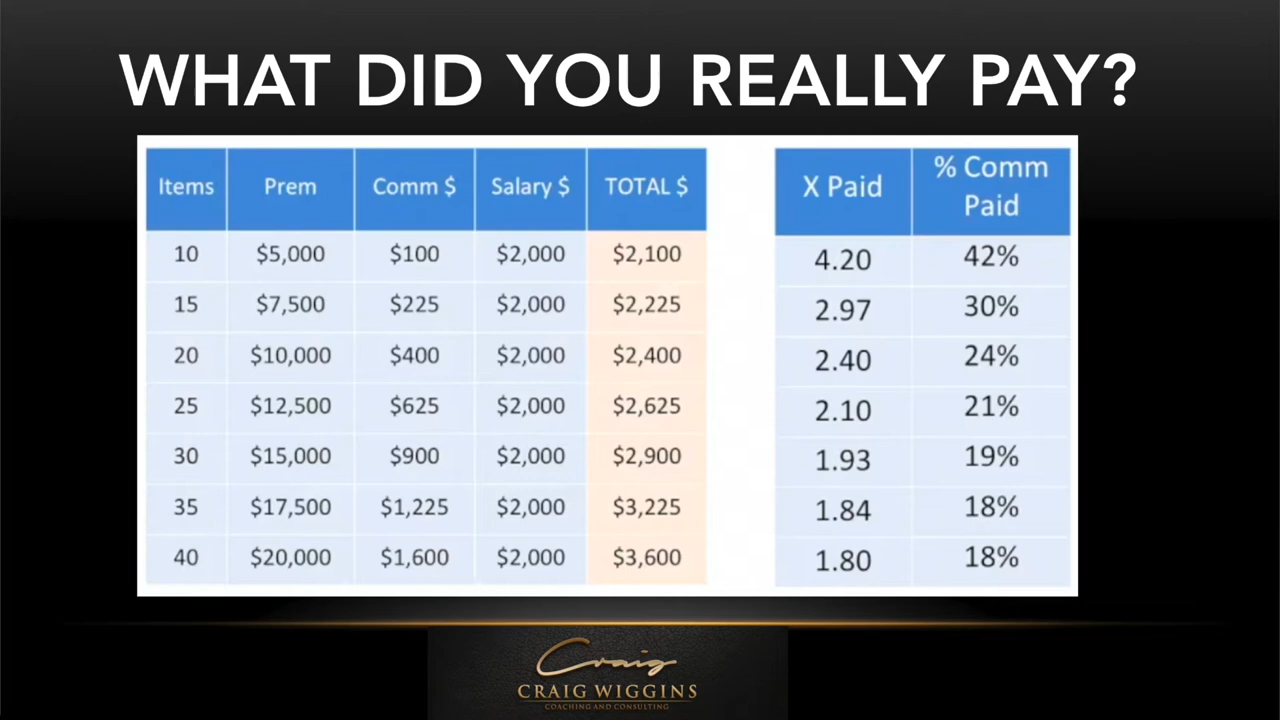 WHAT DID YOU REALLY PAY?
Items Prem Comm $ Salary $ TOTAL $ X Paid % Comm Paid
10 $5,000 $100 $2,000 $2,100 4.20 42%
15 $7,500 $225 $2,000 $2,225 2.97 30%
20 $10,000 $400 $2,000 $2,400 2.40 24%
25 $12,500 $625 $2,000 $2,625 2.10 21%
30 $15,000 $900 $2,000 $2,900 1.93 19%
35 $17,500 $1,225 $2,000 $3,225 1.84 18%
40 $20,000 $1,600 $2,000 $3,600 1.80 18%
Craig
CRAIG WIGGINS
COACHING AND CONSULTING